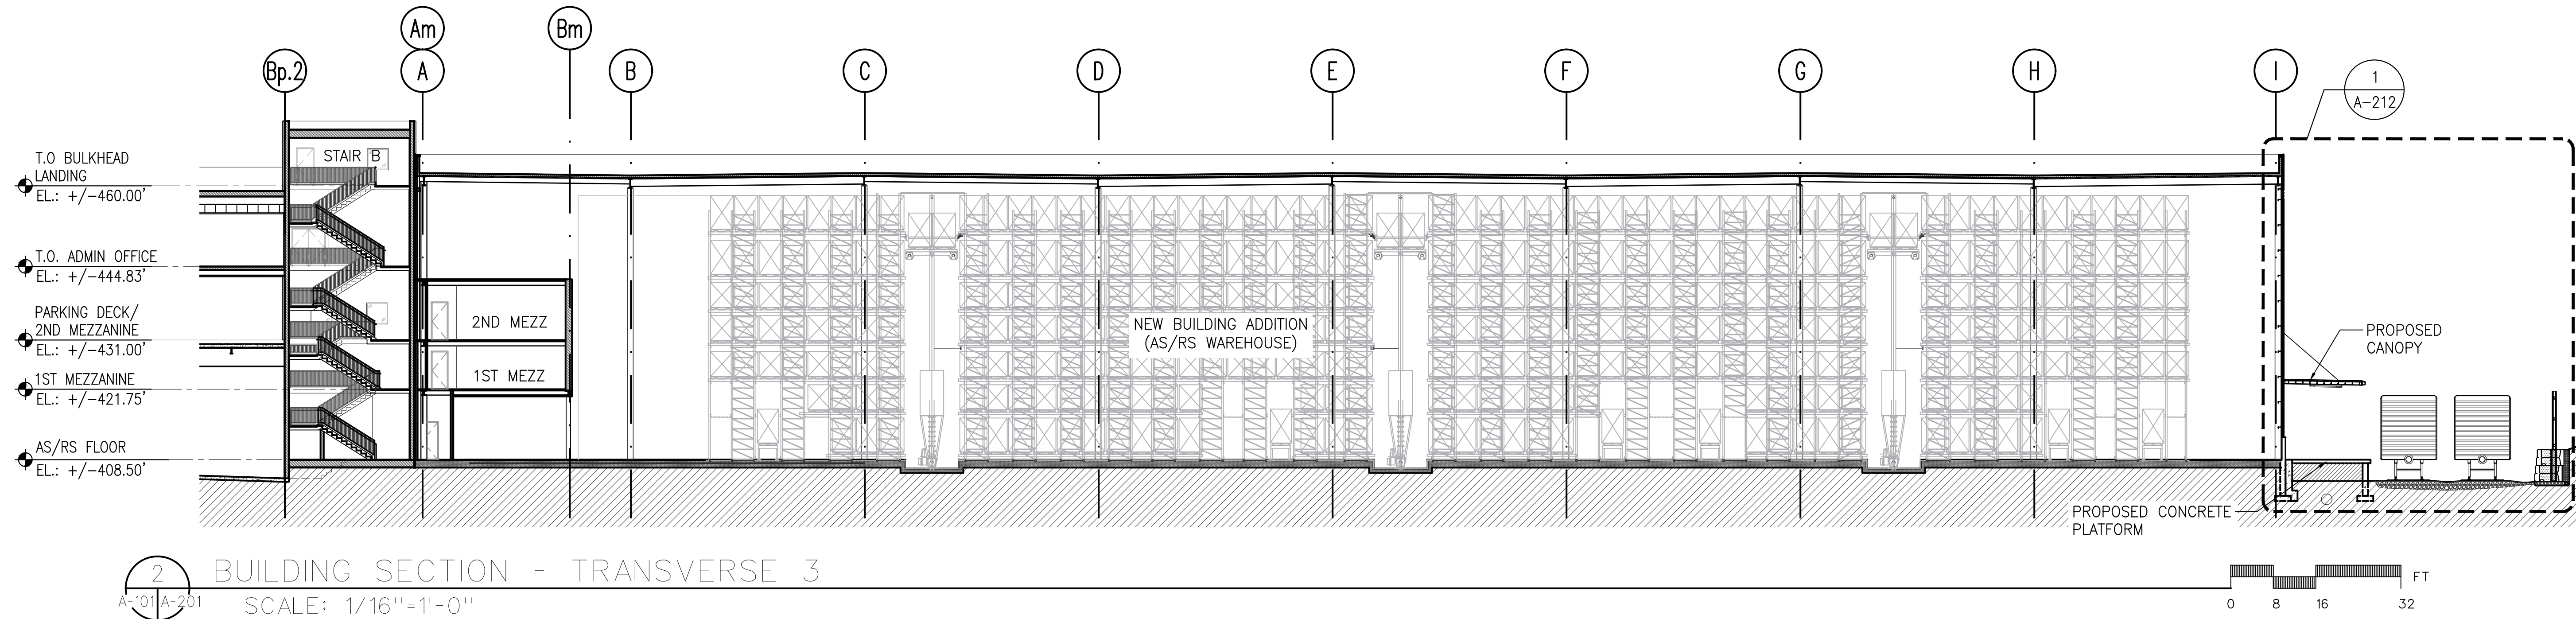 Am
Bm
Bp.2
A
B
C
D
E
F
G
H
I
1
A-212
T.O BULKHEAD
LANDING
EL.: +/-460.00'
STAIR B
T.O. ADMIN OFFICE
EL.: +/-444.83'
PARKING DECK/
2ND MEZZANINE
EL.: +/-431.00'
2ND MEZZ
NEW BUILDING ADDITION
(AS/RS WAREHOUSE)
PROPOSED
CANOPY
1ST MEZZANINE
EL.: +/-421.75'
1ST MEZZ
AS/RS FLOOR
EL.: +/-408.50'
PROPOSED CONCRETE
PLATFORM
2
A-101 A-201
BUILDING SECTION - TRANSVERSE 3
SCALE: 1/16"=1'-0"
FT
0 8 16 32